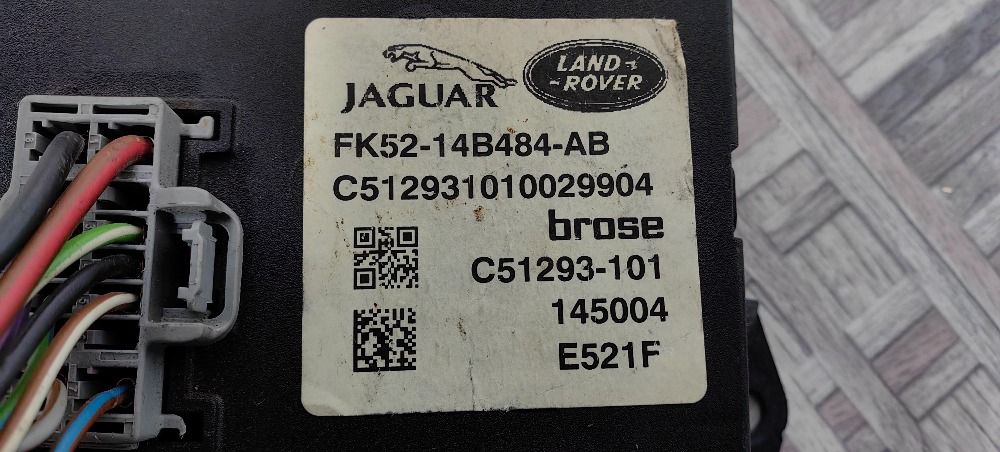 JAGUAR
LAND-
-ROVER
FK52-14B484-AB
C512931010029904
brose
C51293-101
145004
E521F